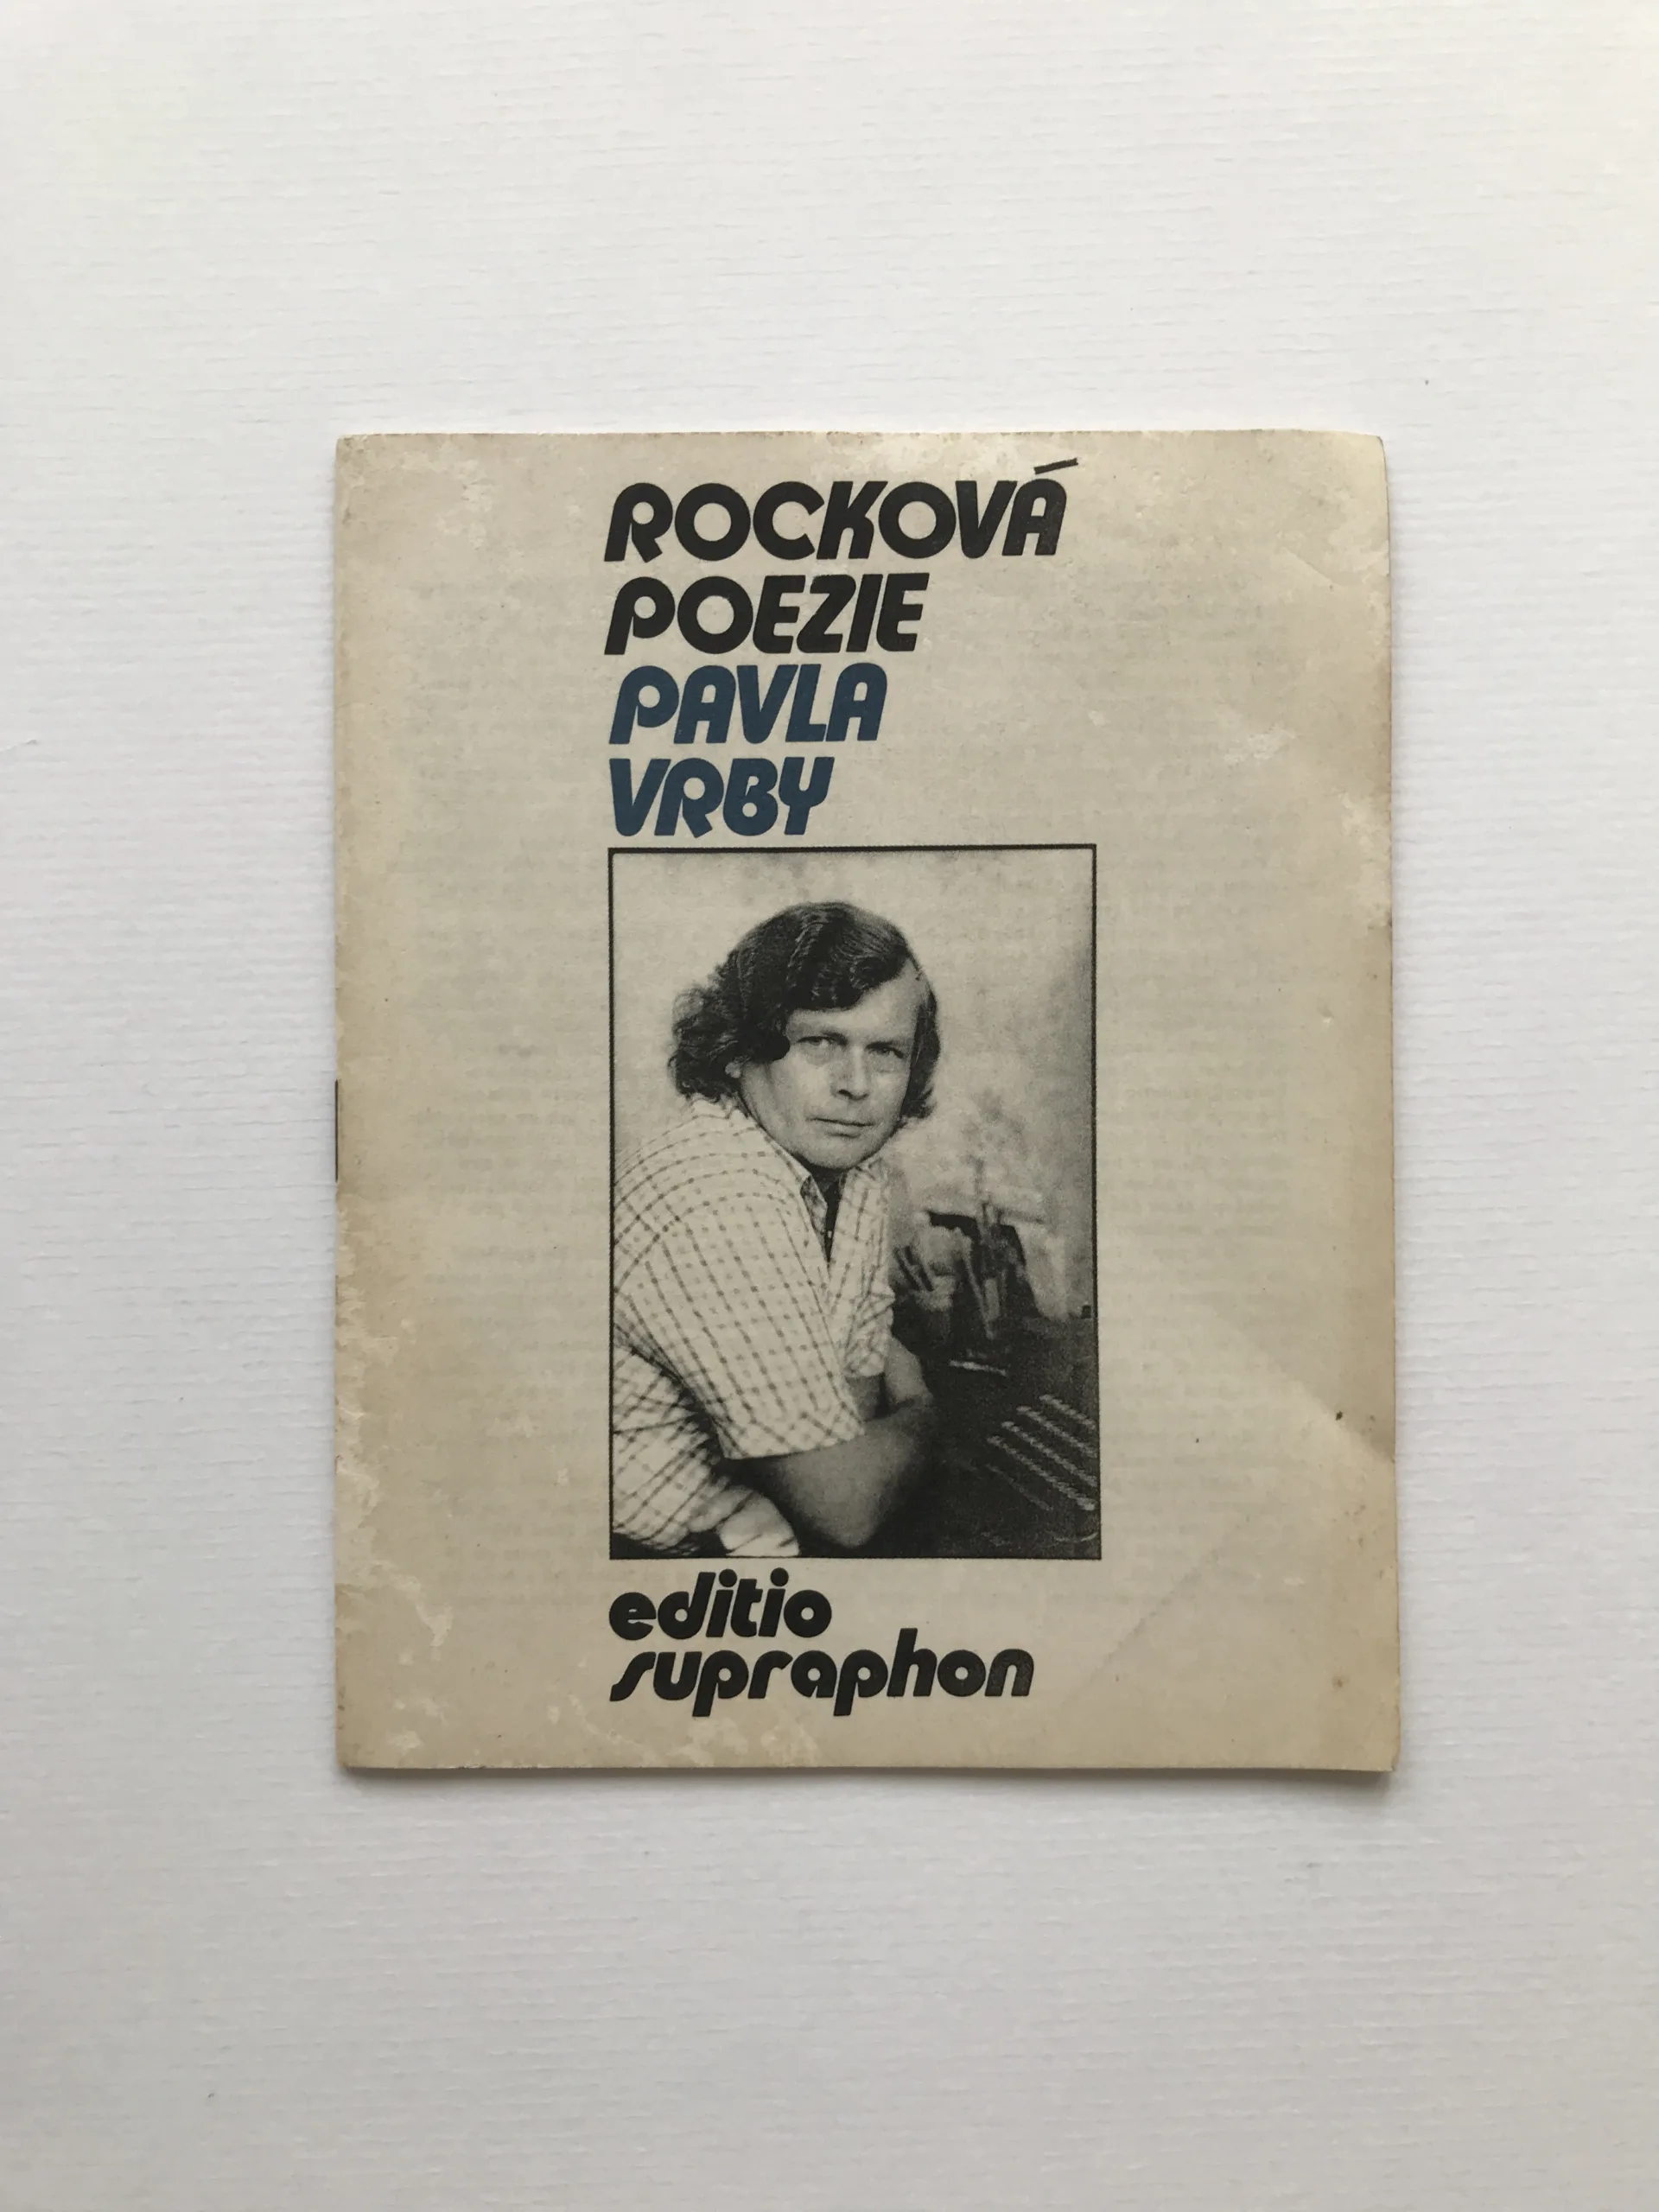 ROCKOVÁ
POEZIE
PAVLA
VRBY
editio
supraphon